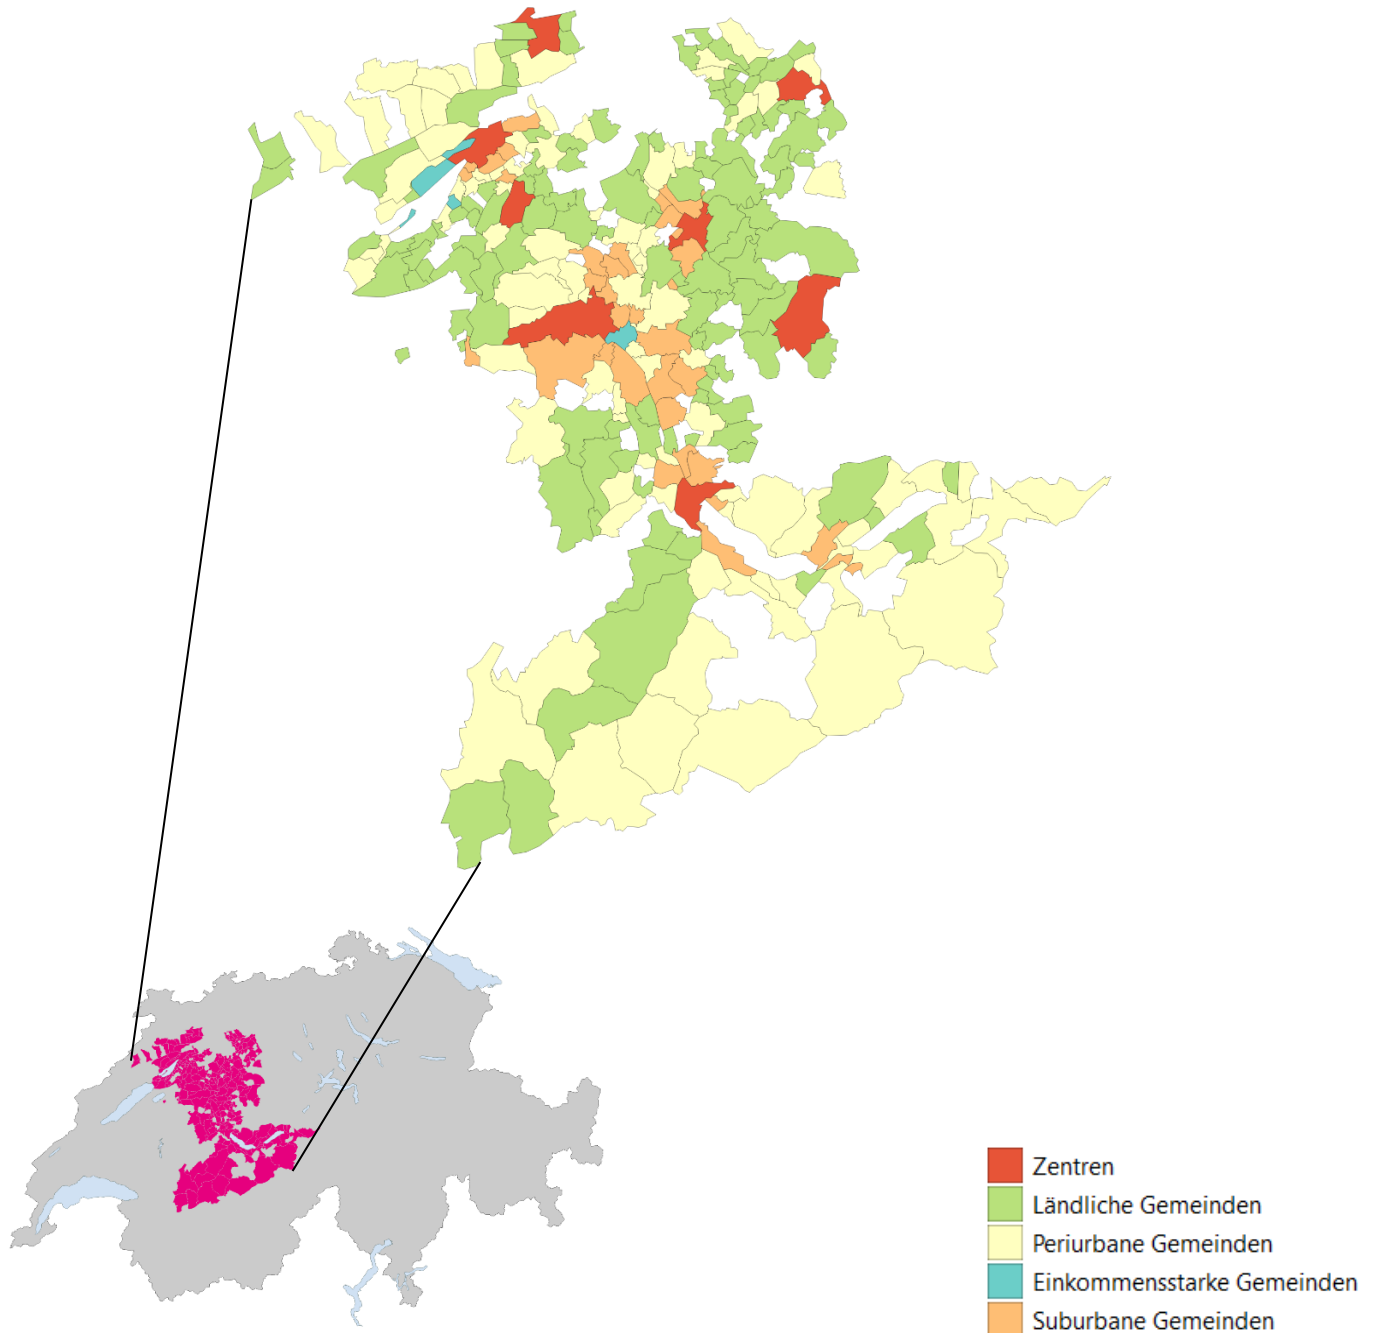 Zentren
Ländliche Gemeinden
Periurbane Gemeinden
Einkommensstarke Gemeinden
Suburbane Gemeinden